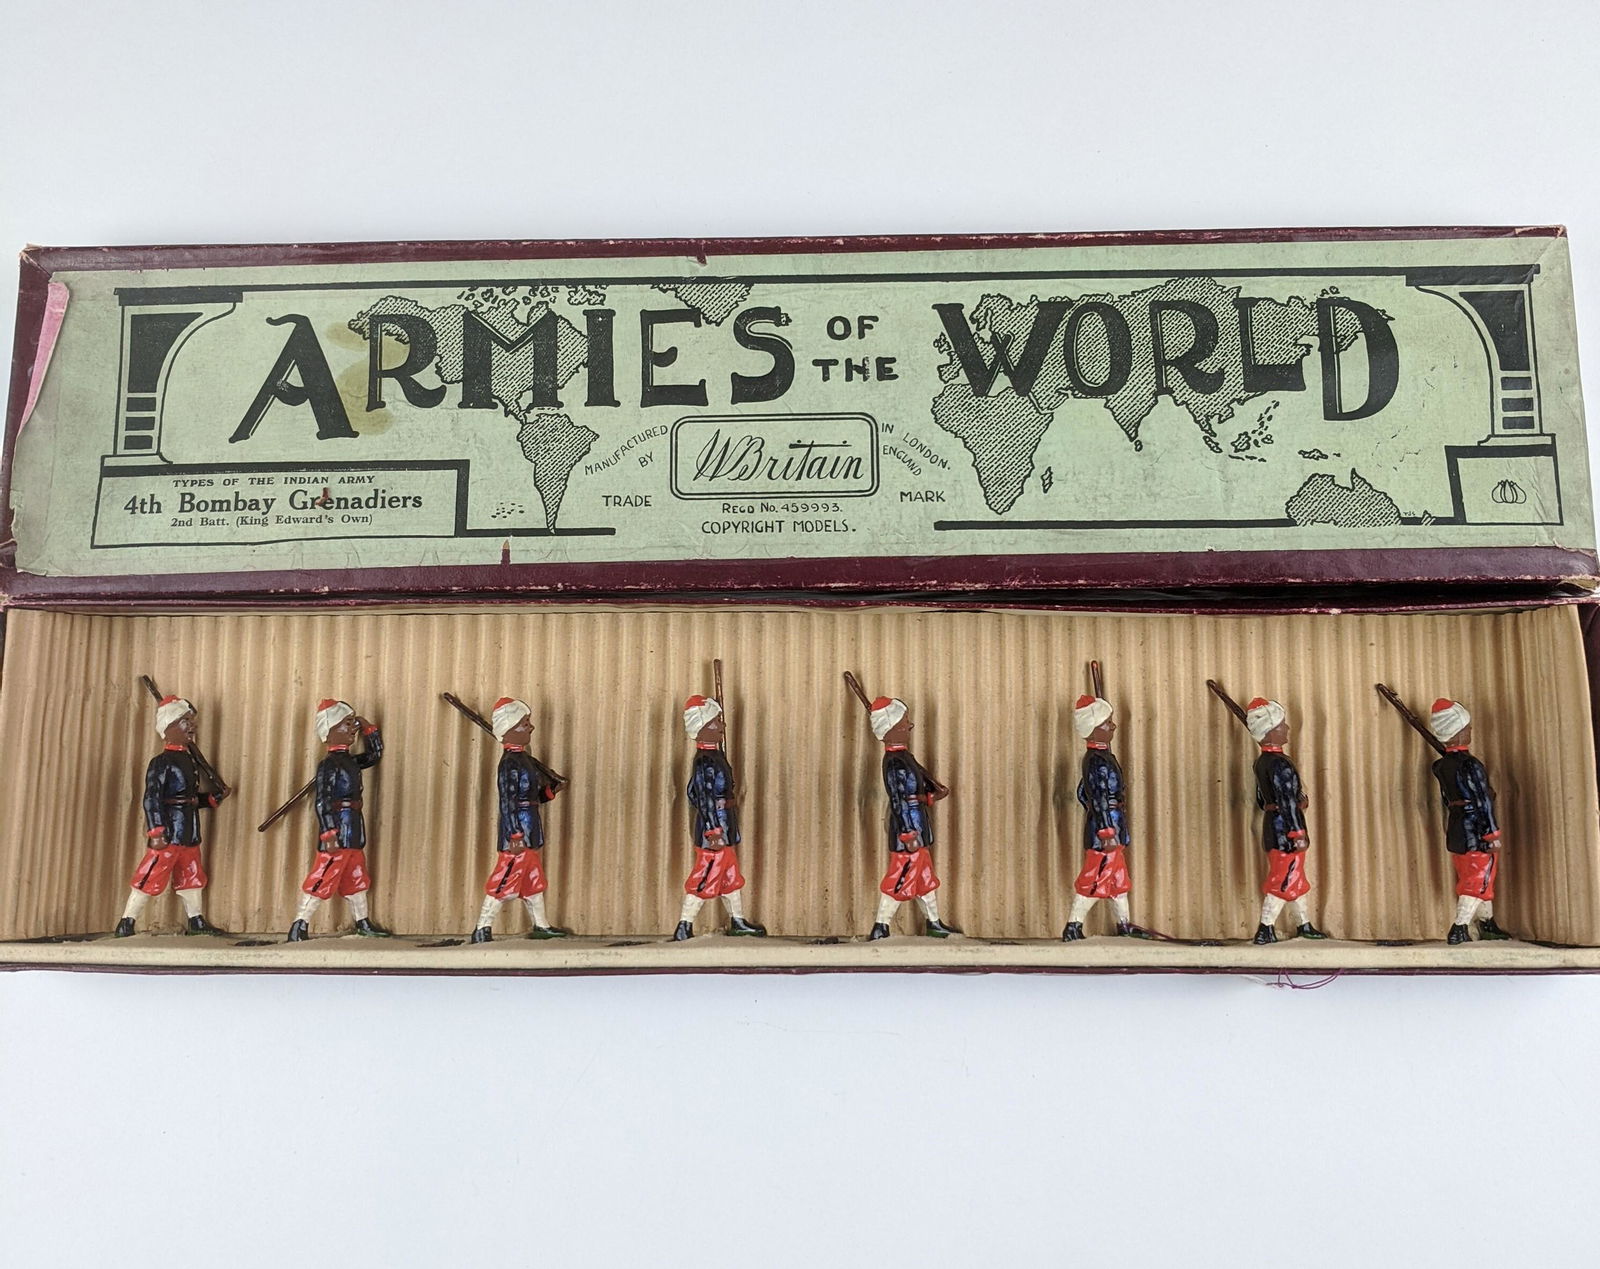 ARMIES OF THE WORLD
MANUFACTURED BY
W Britain
IN LONDON.
ENGLAND
TRADE
MARK
REGD No. 459993.
COPYRIGHT MODELS.
TYPES OF THE INDIAN ARMY
4th Bombay Grenadiers
2nd Batt. (King Edward's Own)